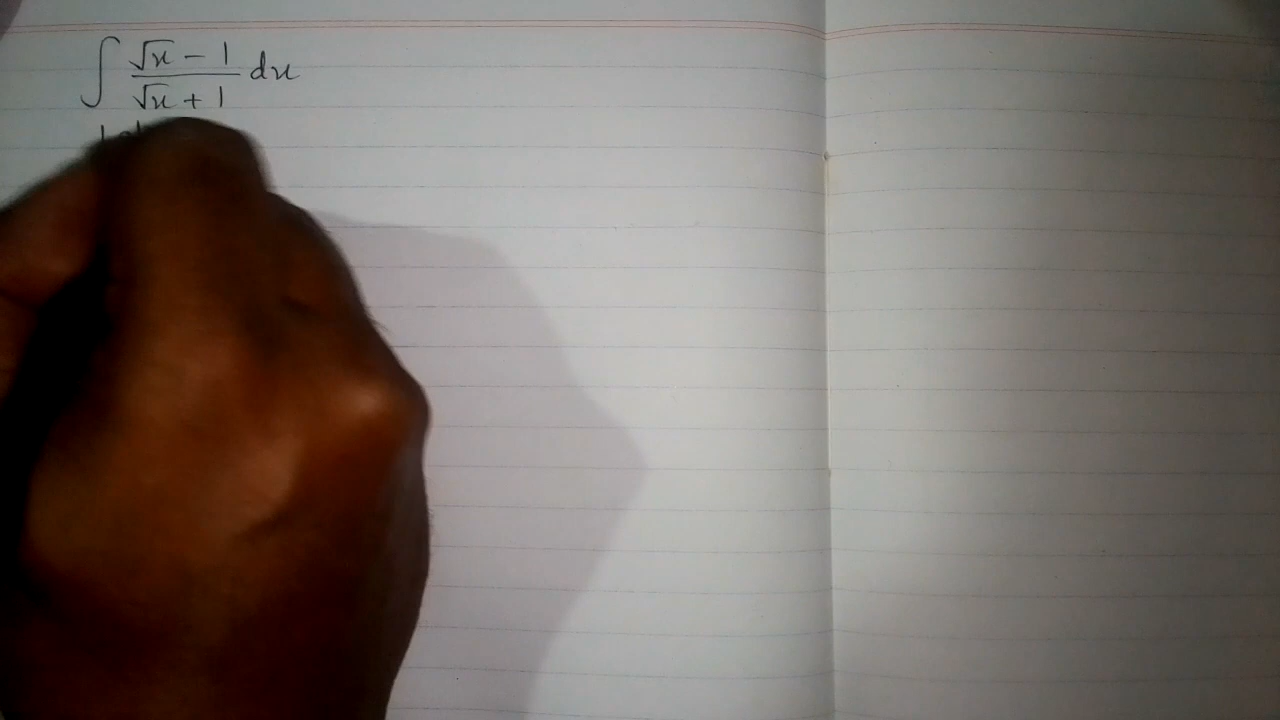 ∫ (√x - 1)/(√x + 1) dx